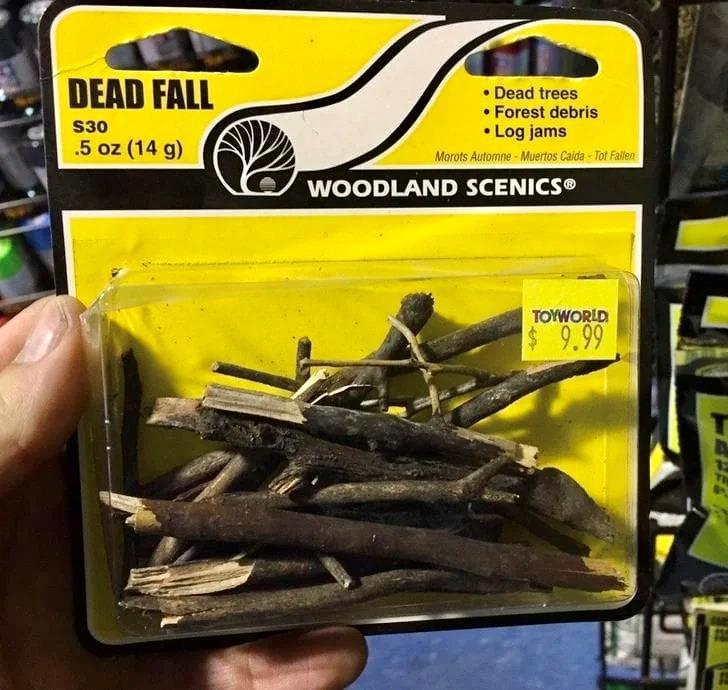 DEAD FALL
S30
.5 oz (14 g)
• Dead trees
• Forest debris
• Log jams
Morots Automne - Muertos Caida - Tot Fallen
WOODLAND SCENICS®
TOYWORLD
$ 9.99